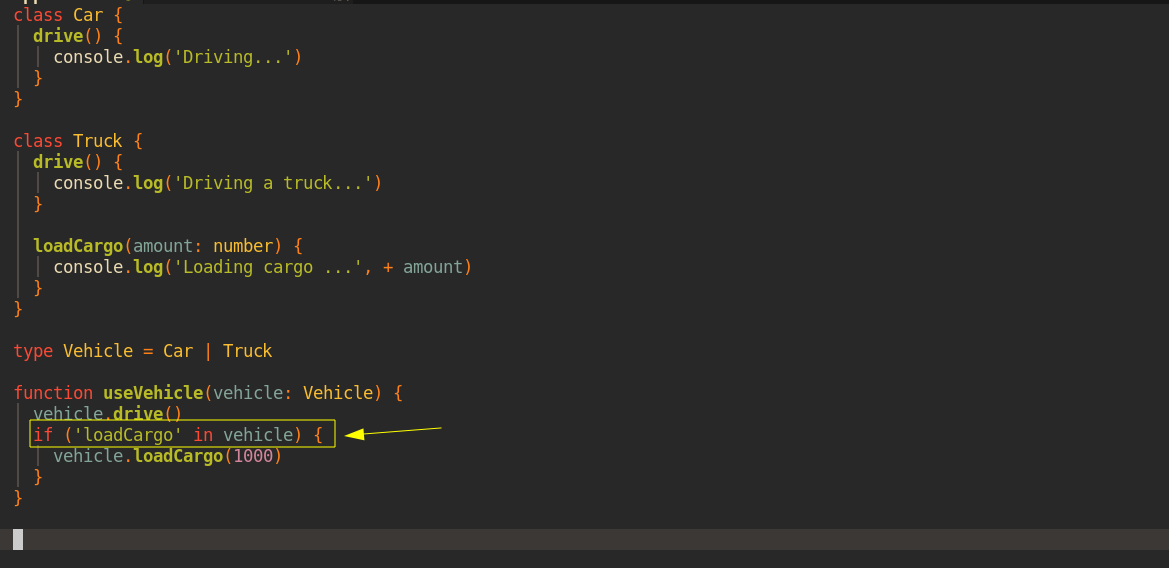 class Car {
drive() {
console.log('Driving...')
}
}
class Truck {
drive() {
console.log('Driving a truck...')
}
loadCargo(amount: number) {
console.log('Loading cargo ...', + amount)
}
}
type Vehicle = Car | Truck
function useVehicle(vehicle: Vehicle) {
vehicle.drive()
if ('loadCargo' in vehicle) {
vehicle.loadCargo(1000)
}
}